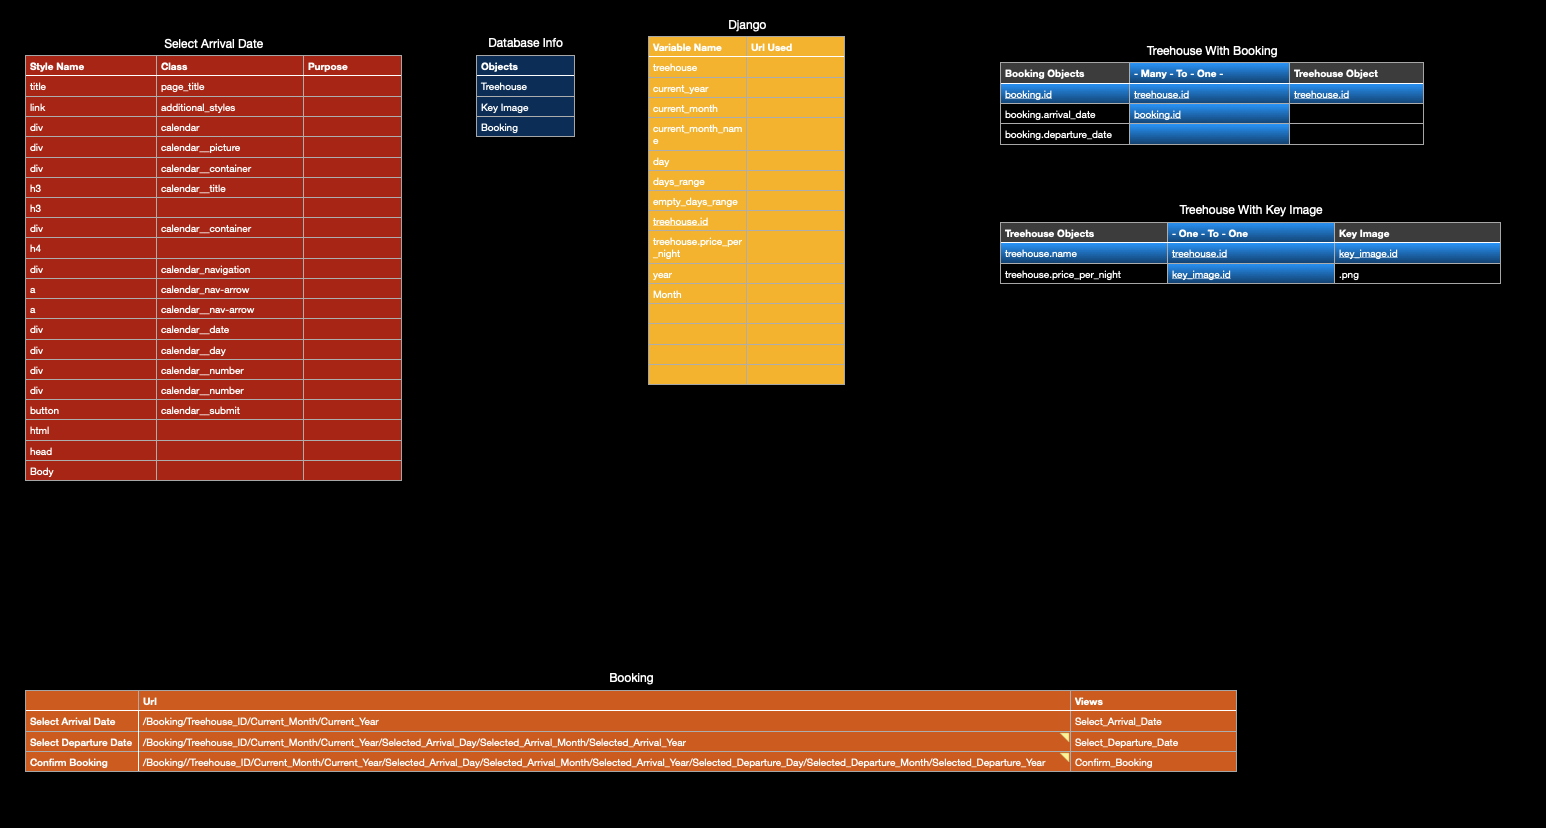 Select Arrival Date
Style Name Class Purpose
title page_title
link additional_styles
div calendar
div calendar__picture
div calendar__container
h3 calendar__title
h3
div calendar__container
h4
div calendar_navigation
a calendar_nav-arrow
a calendar__nav-arrow
div calendar__date
div calendar__day
div calendar__number
div calendar__number
button calendar__submit
html
head
Body
Database Info
Objects
Treehouse
Key Image
Booking
Django
Variable Name Url Used
treehouse
current_year
current_month
current_month_nam
e
day
days_range
empty_days_range
treehouse.id
treehouse.price_per
_night
year
Month
Treehouse With Booking
Booking Objects - Many - To - One - Treehouse Object
booking.id treehouse.id treehouse.id
booking.arrival_date booking.id
booking.departure_date
Treehouse With Key Image
Treehouse Objects - One - To - One Key Image
treehouse.name treehouse.id key_image.id
treehouse.price_per_night key_image.id .png
Booking
Url Views
Select Arrival Date /Booking/Treehouse_ID/Current_Month/Current_Year Select_Arrival_Date
Select Departure Date /Booking/Treehouse_ID/Current_Month/Current_Year/Selected_Arrival_Day/Selected_Arrival_Month/Selected_Arrival_Year Select_Departure_Date
Confirm Booking /Booking//Treehouse_ID/Current_Month/Current_Year/Selected_Arrival_Day/Selected_Arrival_Month/Selected_Arrival_Year/Selected_Departure_Day/Selected_Departure_Month/Selected_Departure_Year Confirm_Booking